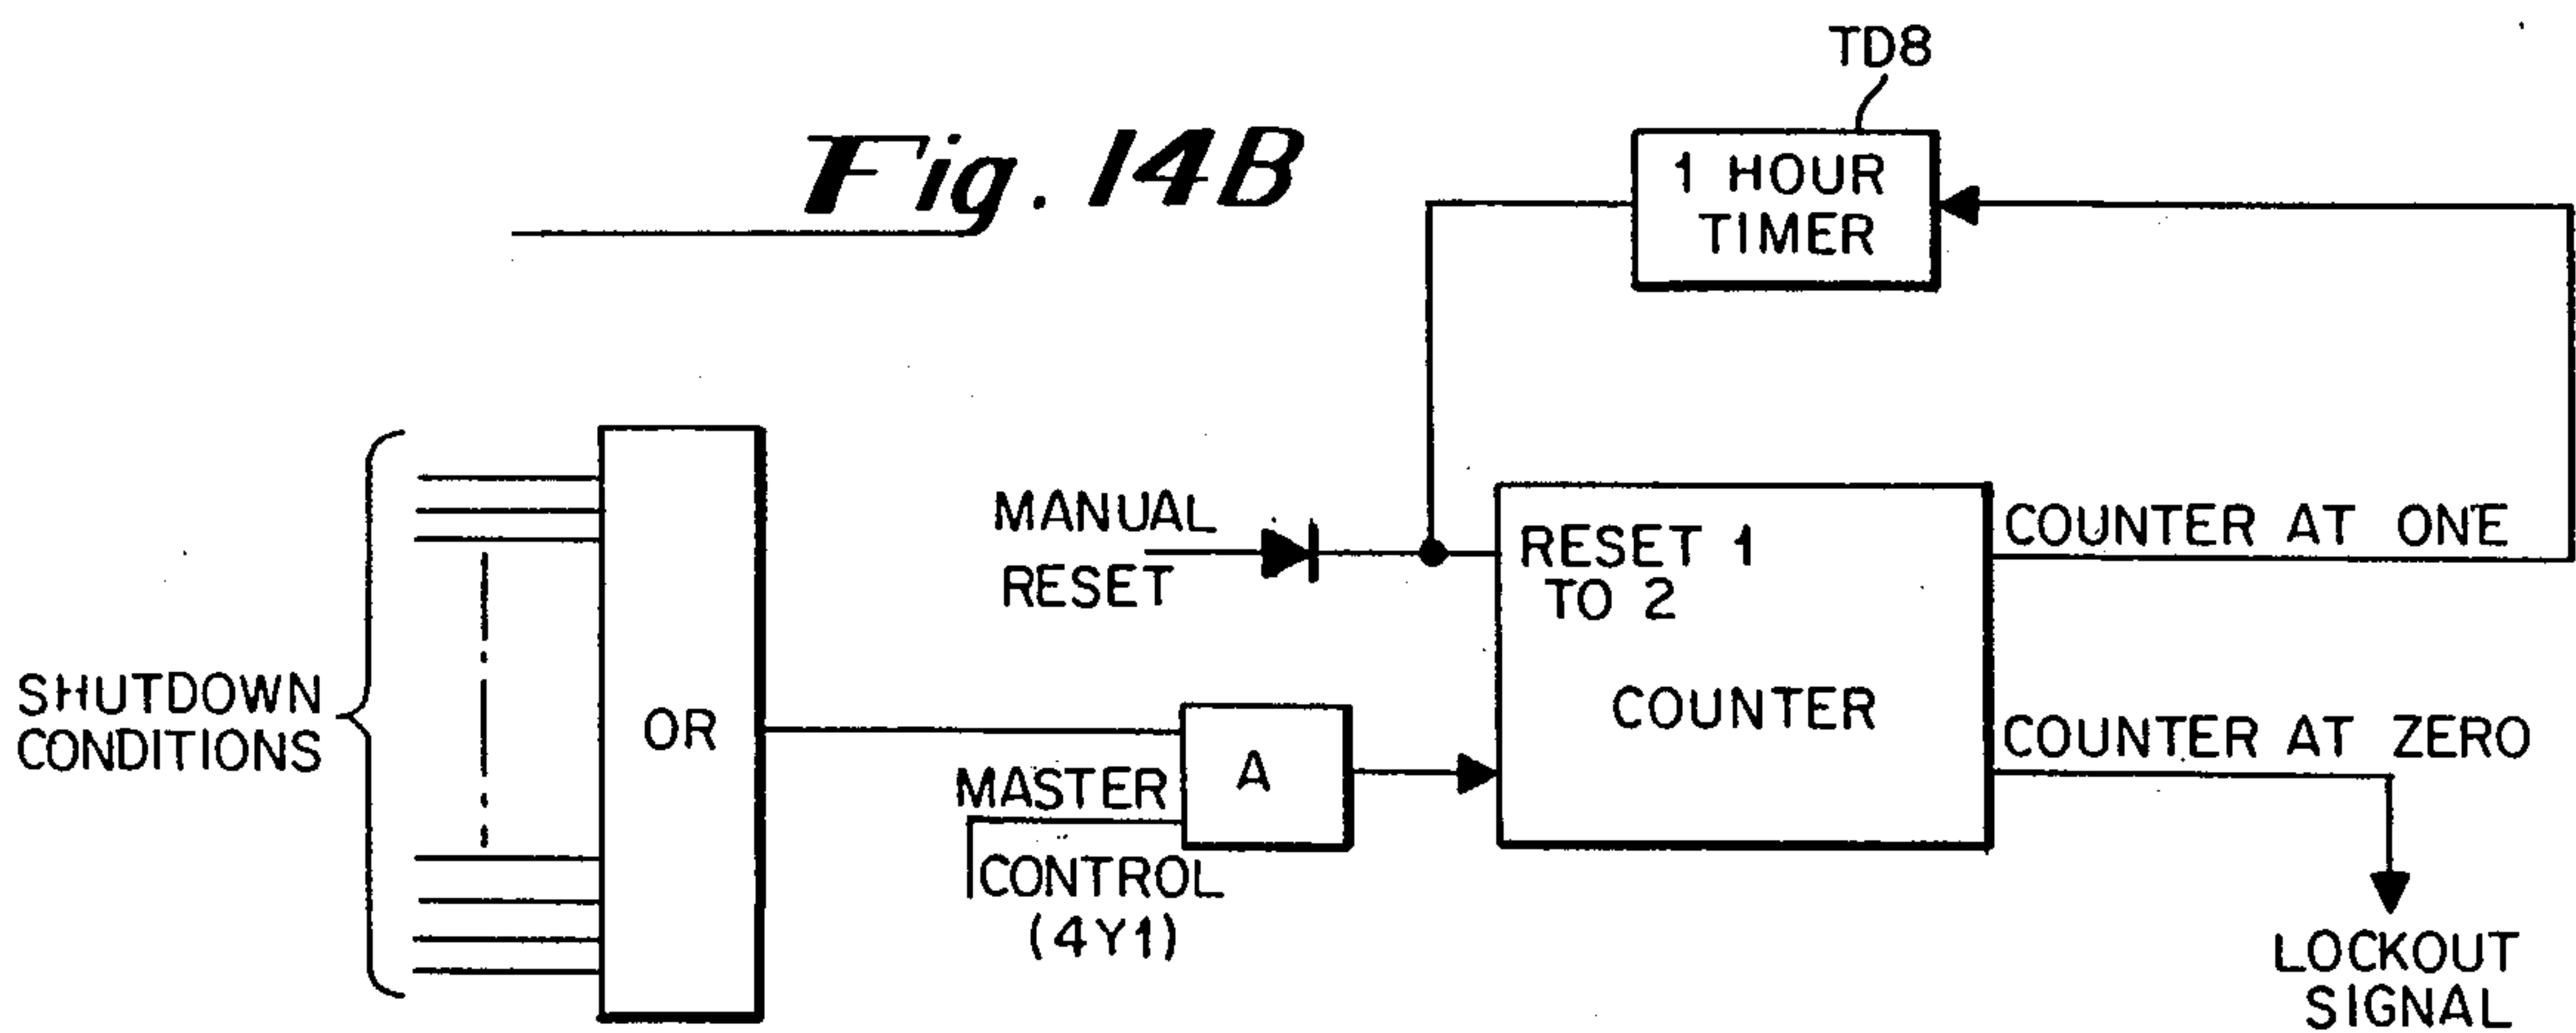 TD8
Fig. 14B
1 HOUR
TIMER
MANUAL
RESET
RESET 1
TO 2
COUNTER
COUNTER AT ONE
SHUTDOWN
CONDITIONS
OR
MASTER
CONTROL
(4Y1)
A
COUNTER AT ZERO
LOCKOUT
SIGNAL